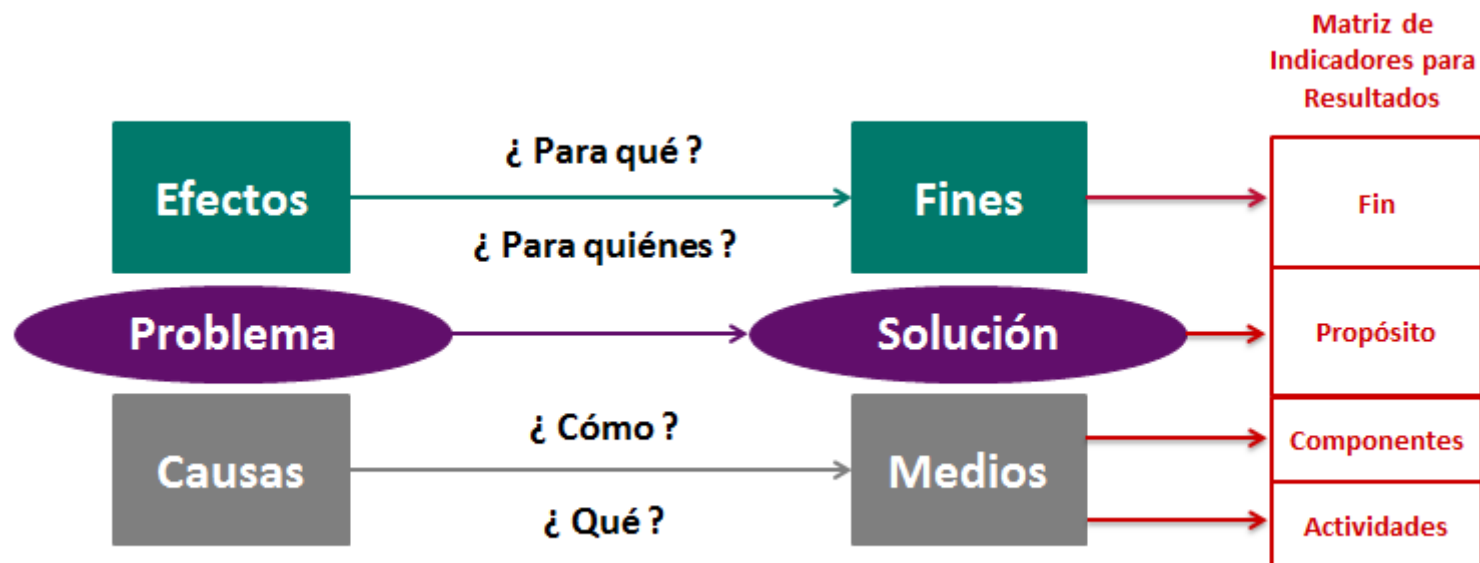 Matriz de
Indicadores para
Resultados
¿ Para qué ?
Efectos
Fines
Fin
¿ Para quiénes ?
Problema
Solución
Propósito
¿ Cómo ?
Componentes
Causas
Medios
¿ Qué ?
Actividades